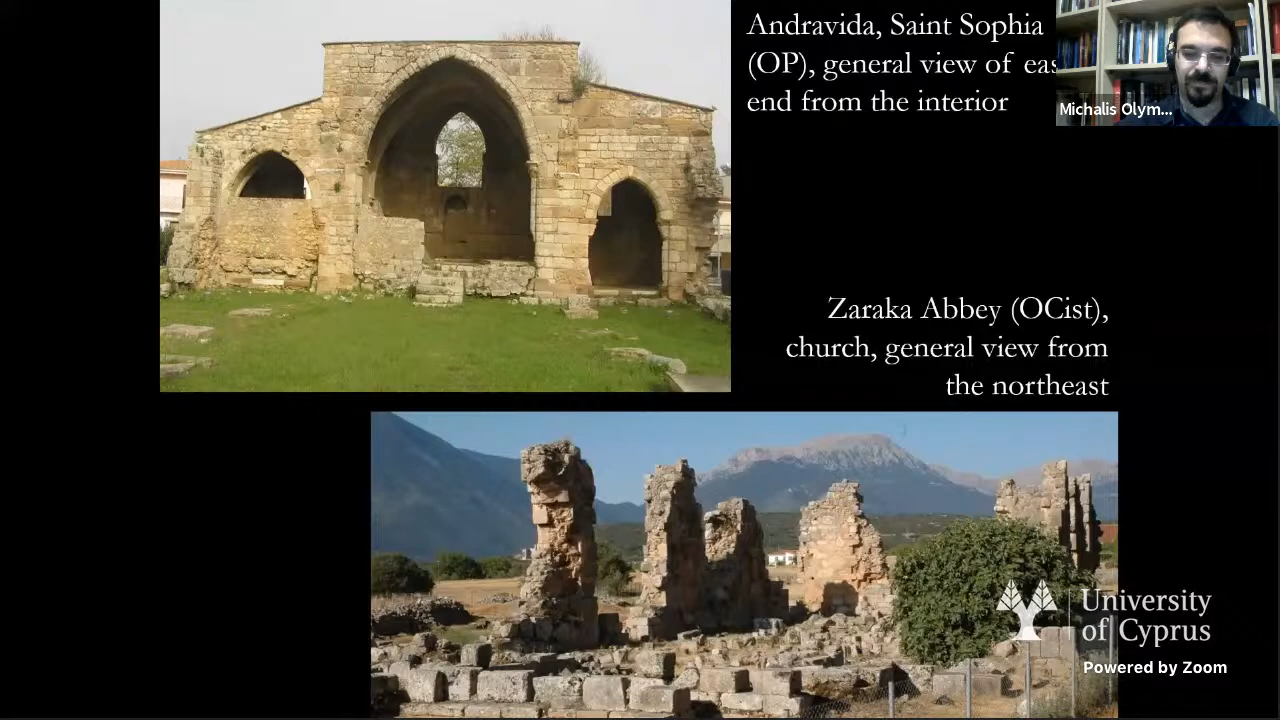 Andravida, Saint Sophia
(OP), general view of eas
end from the interior
Michalis Olym...
Zaraka Abbey (OCist),
church, general view from
the northeast
University
of Cyprus
Powered by Zoom